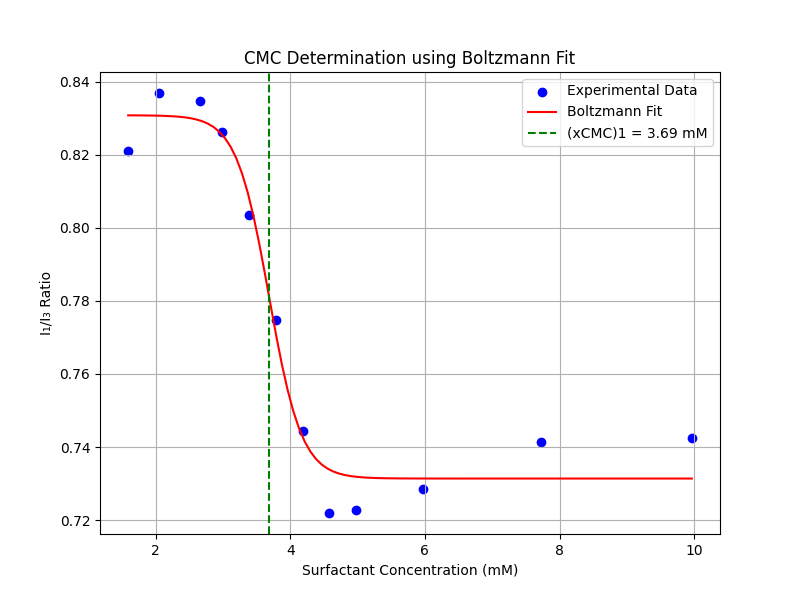 CMC Determination using Boltzmann Fit
Experimental Data
Boltzmann Fit
(xCMC)1 = 3.69 mM
0.84
0.82
0.80
0.78
0.76
0.74
0.72
I₁/I₃ Ratio
2 4 6 8 10
Surfactant Concentration (mM)